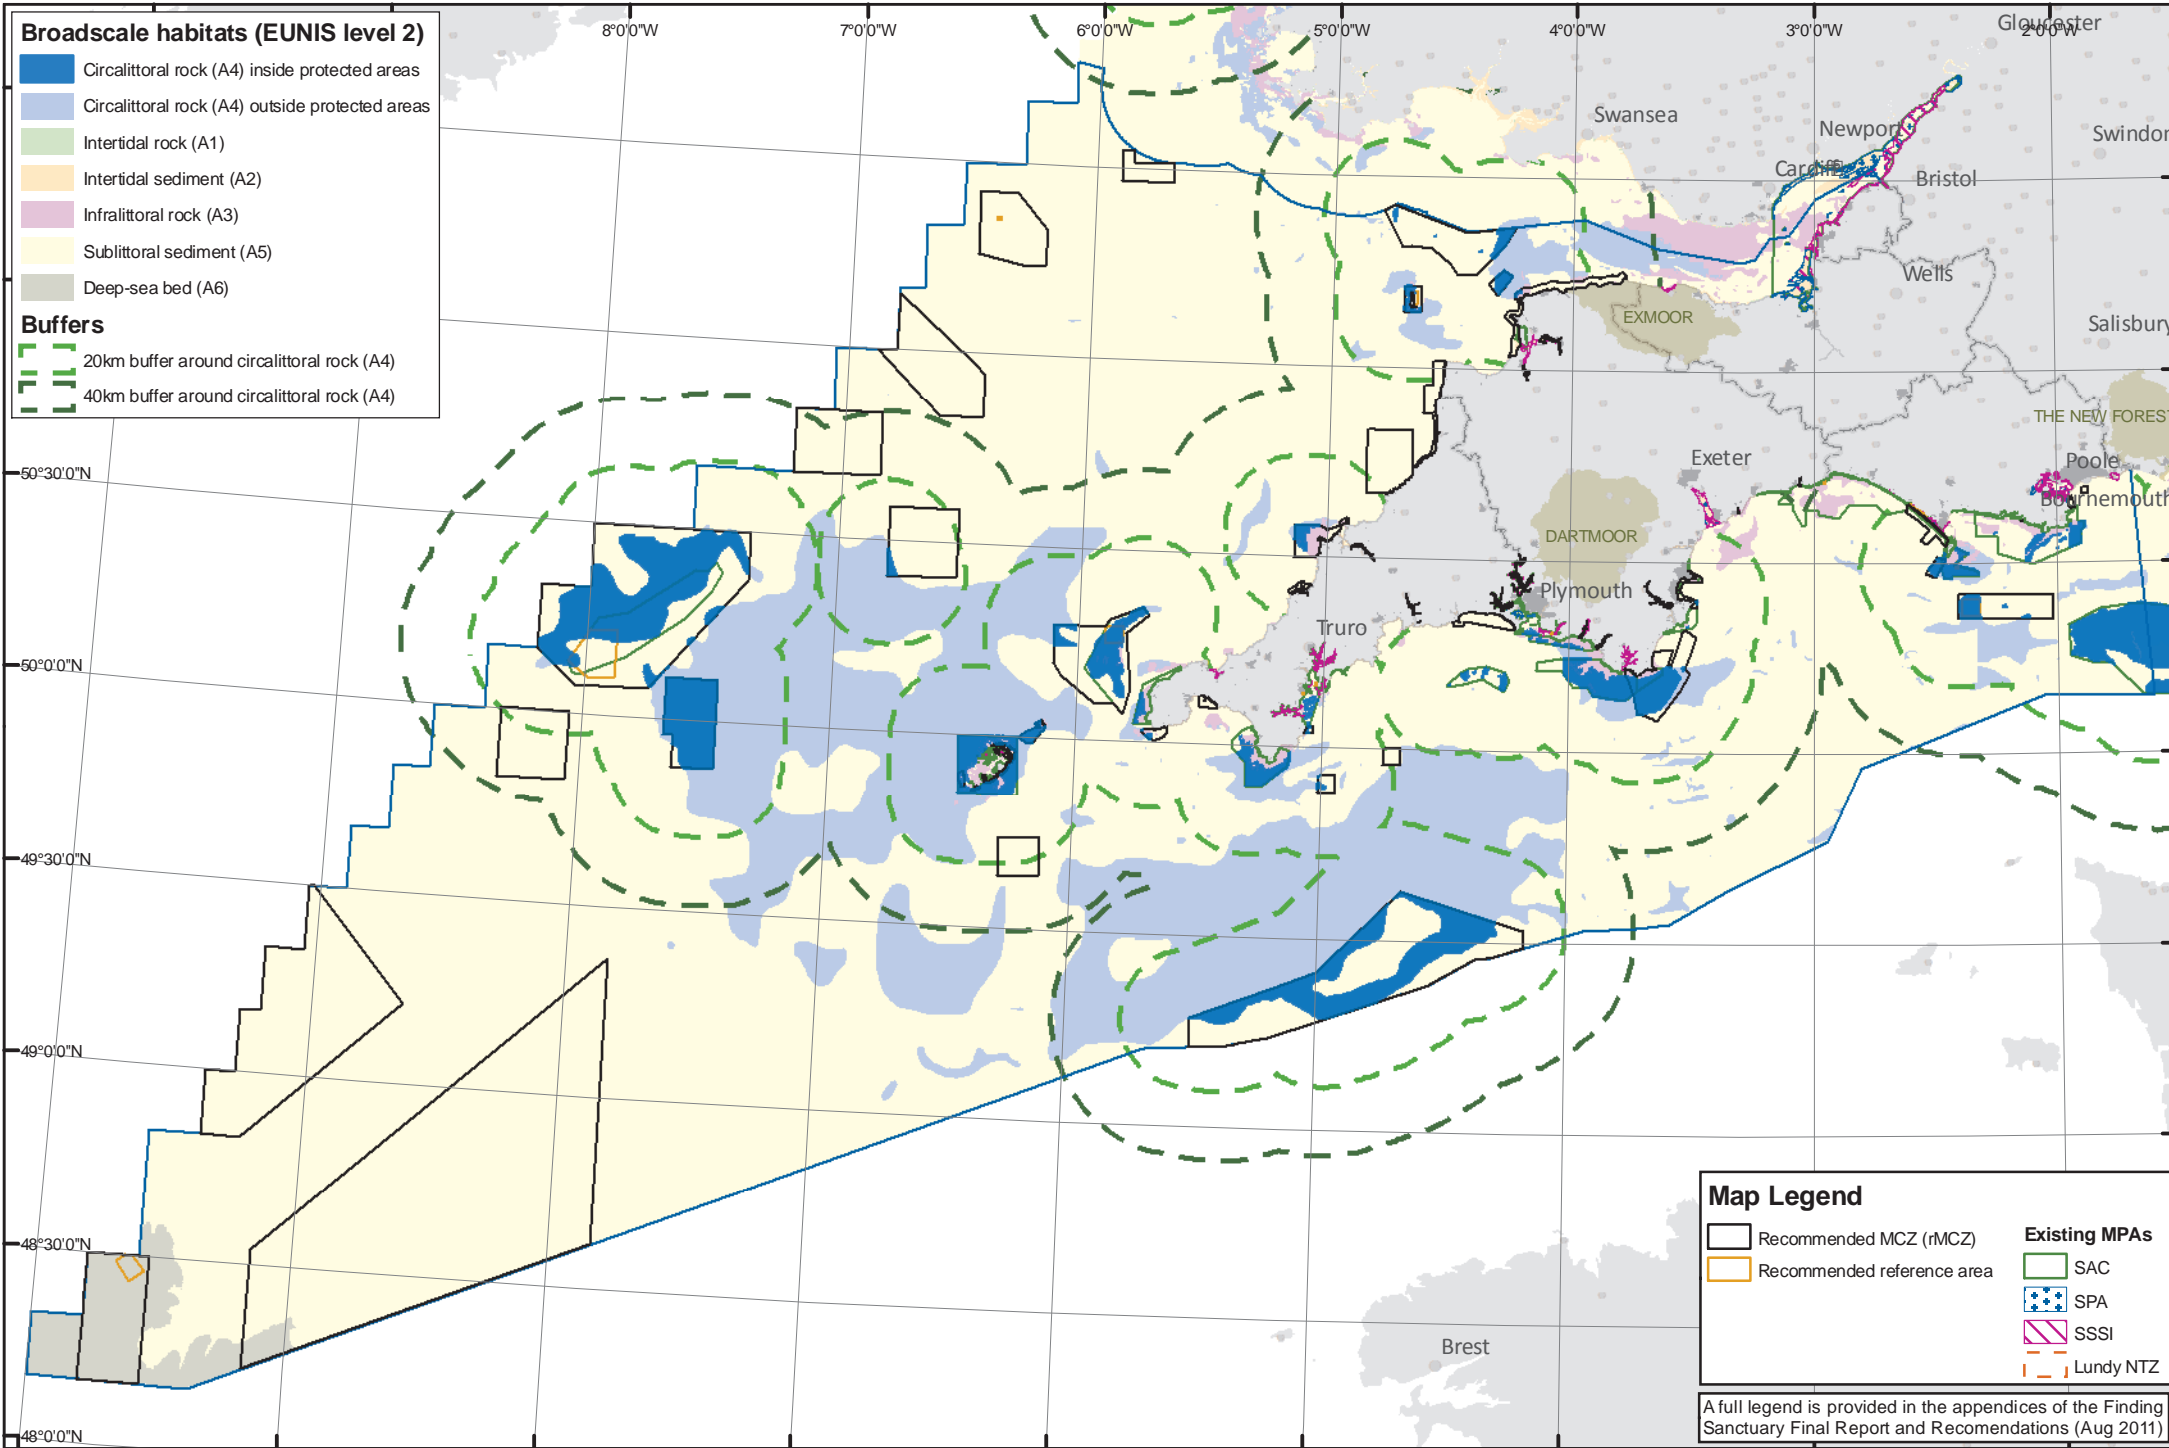 Broadscale habitats (EUNIS level 2)
Circalittoral rock (A4) inside protected areas
Circalittoral rock (A4) outside protected areas
Intertidal rock (A1)
Intertidal sediment (A2)
Infralittoral rock (A3)
Sublittoral sediment (A5)
Deep-sea bed (A6)
Buffers
20km buffer around circalittoral rock (A4)
40km buffer around circalittoral rock (A4)
8°0'0"W
7°0'0"W
6°0'0"W
5°0'0"W
4°0'0"W
3°0'0"W
2°0'0"W
Gloucester
Swansea
Newport
Swindon
Cardiff
Bristol
Wells
EXMOOR
Salisbury
THE NEW FOREST
Exeter
Poole
Bournemouth
50°30'0"N
DARTMOOR
Plymouth
Truro
50°0'0"N
49°30'0"N
49°0'0"N
48°30'0"N
48°0'0"N
Brest
Map Legend
Recommended MCZ (rMCZ)
Recommended reference area
Existing MPAs
SAC
SPA
SSSI
Lundy NTZ
A full legend is provided in the appendices of the Finding
Sanctuary Final Report and Recomendations (Aug 2011)